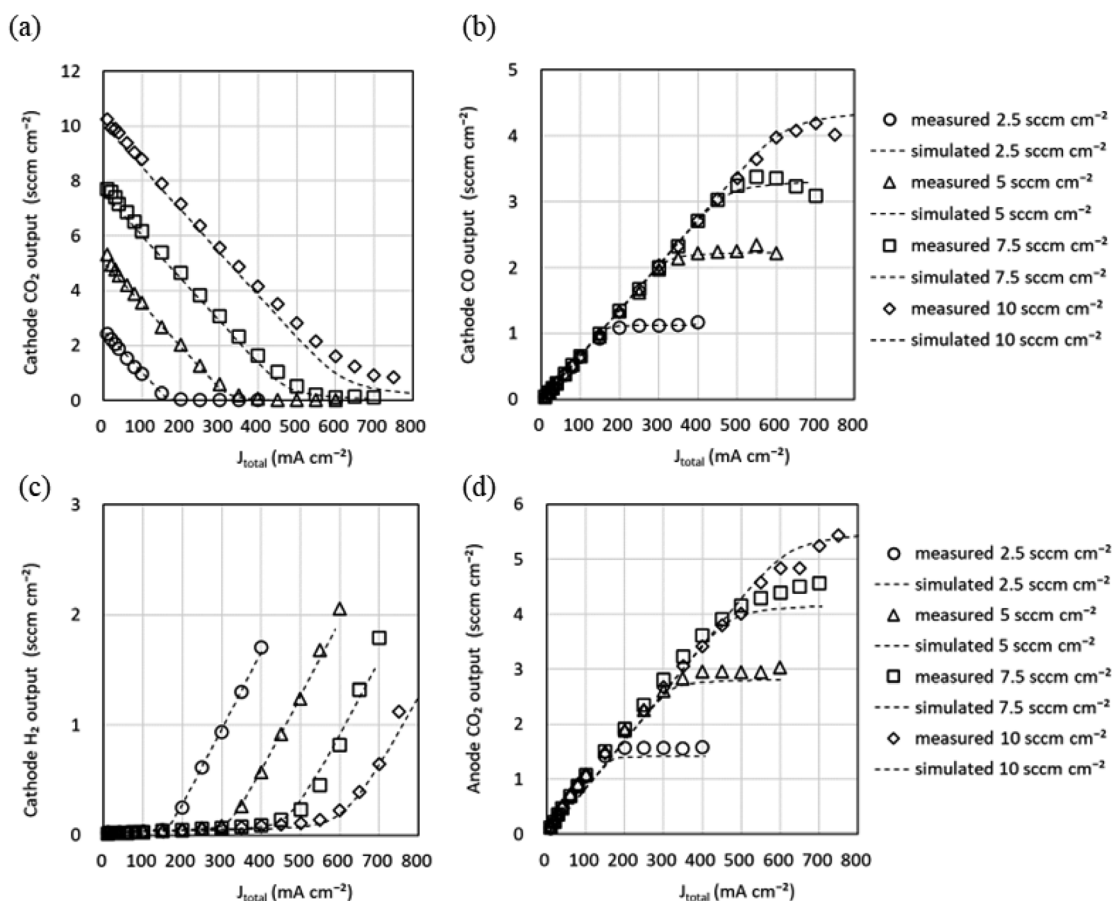 (a)
12
10
8
6
4
2
0
Cathode CO₂ output (sccm cm⁻²)
0 100 200 300 400 500 600 700 800
J_total (mA cm⁻²)
(b)
5
4
3
2
1
0
Cathode CO output (sccm cm⁻²)
0 100 200 300 400 500 600 700 800
J_total (mA cm⁻²)
measured 2.5 sccm cm⁻²
simulated 2.5 sccm cm⁻²
measured 5 sccm cm⁻²
simulated 5 sccm cm⁻²
measured 7.5 sccm cm⁻²
simulated 7.5 sccm cm⁻²
measured 10 sccm cm⁻²
simulated 10 sccm cm⁻²
(c)
3
2
1
0
Cathode H₂ output (sccm cm⁻²)
0 100 200 300 400 500 600 700 800
J_total (mA cm⁻²)
(d)
6
5
4
3
2
1
0
Anode CO₂ output (sccm cm⁻²)
0 100 200 300 400 500 600 700 800
J_total (mA cm⁻²)
measured 2.5 sccm cm⁻²
simulated 2.5 sccm cm⁻²
measured 5 sccm cm⁻²
simulated 5 sccm cm⁻²
measured 7.5 sccm cm⁻²
simulated 7.5 sccm cm⁻²
measured 10 sccm cm⁻²
simulated 10 sccm cm⁻²